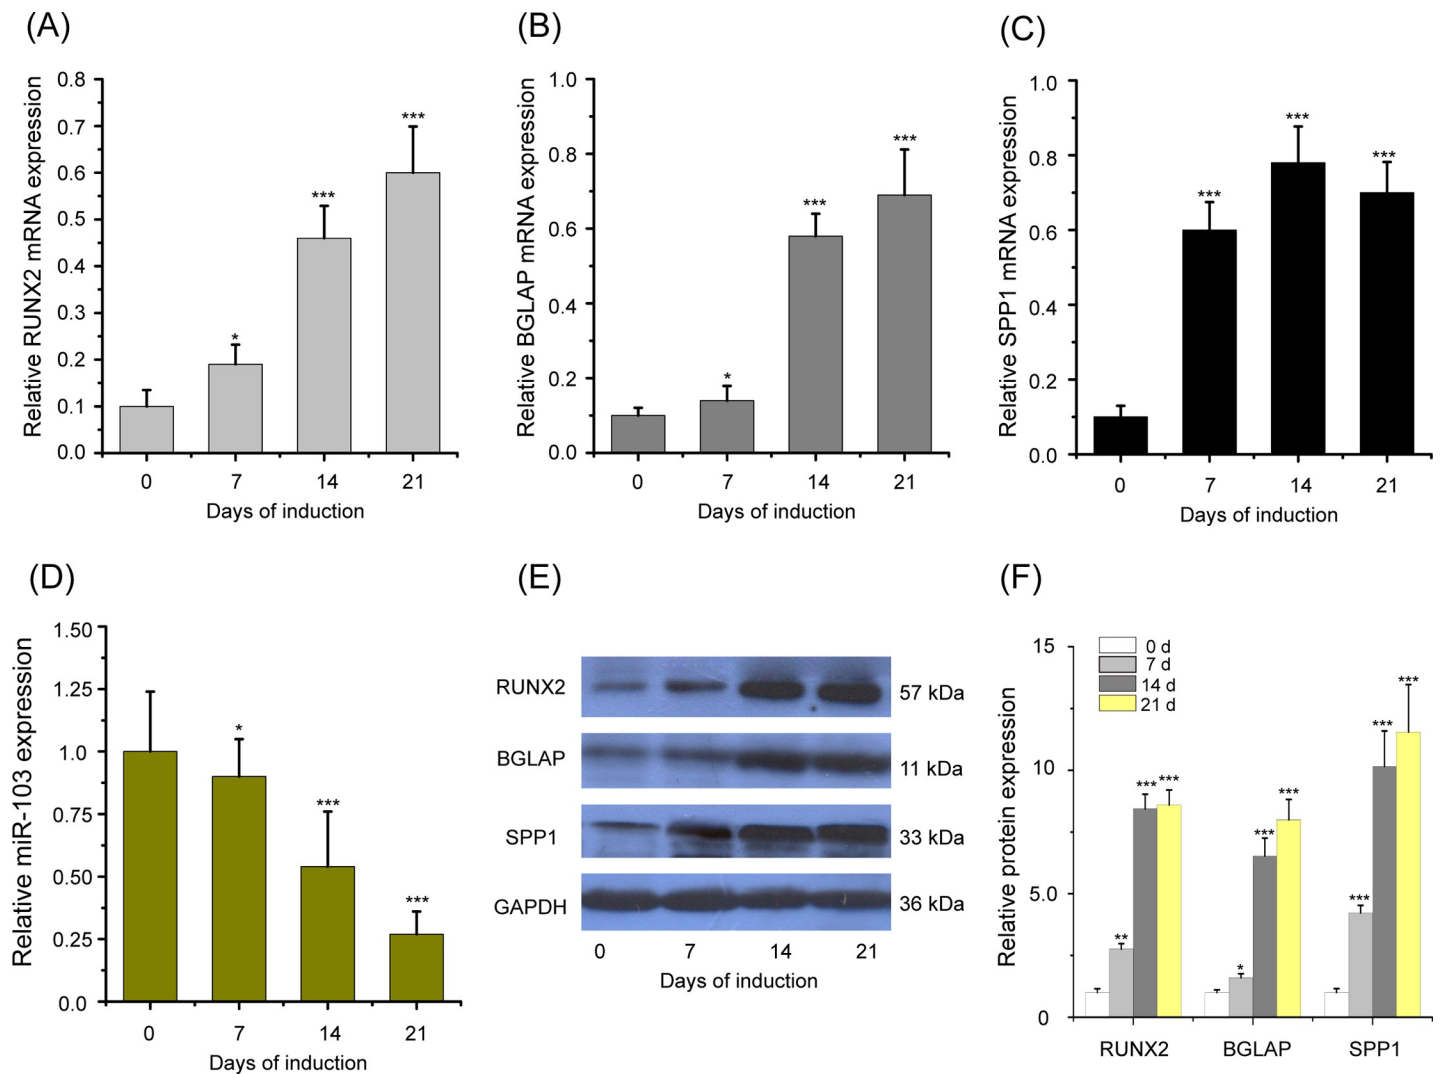 (A)
Relative RUNX2 mRNA expression
0.8
0.7
0.6
0.5
0.4
0.3
0.2
0.1
0.0
*
***
***
0
7
14
21
Days of induction
(B)
Relative BGLAP mRNA expression
1.0
0.8
0.6
0.4
0.2
0.0
*
***
***
0
7
14
21
Days of induction
(C)
Relative SPP1 mRNA expression
1.0
0.8
0.6
0.4
0.2
0.0
***
***
***
0
7
14
21
Days of induction
(D)
Relative miR-103 expression
1.50
1.25
1.0
0.75
0.50
0.25
0.0
*
***
***
0
7
14
21
Days of induction
(E)
RUNX2
57 kDa
BGLAP
11 kDa
SPP1
33 kDa
GAPDH
36 kDa
0
7
14
21
Days of induction
(F)
Relative protein expression
15
10
5.0
0
0 d
7 d
14 d
21 d
**
***
***
*
***
***
***
***
***
RUNX2
BGLAP
SPP1